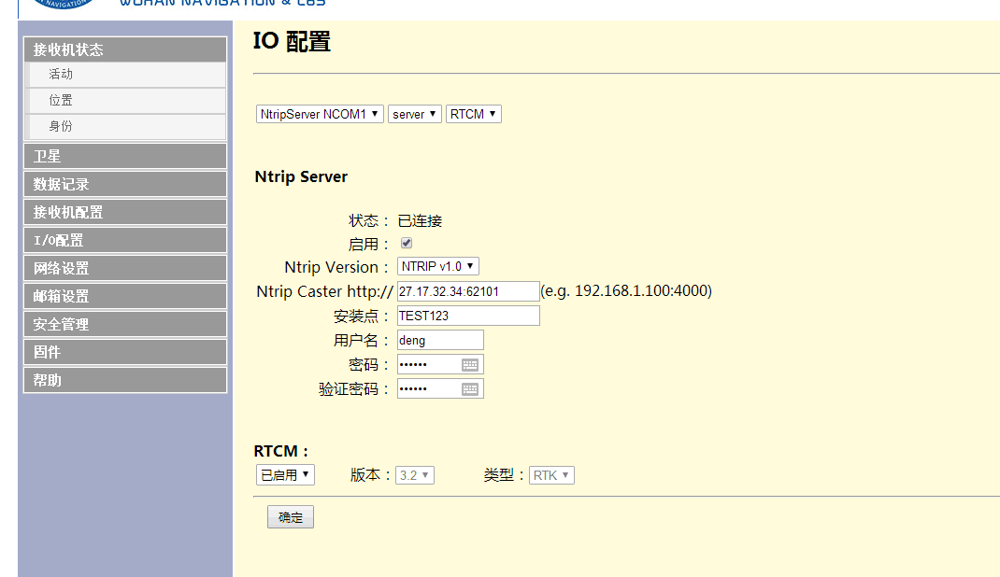 NAVIGATION
WUHAN NAVIGATION & LBS
接收机状态
活动
位置
身份
卫星
数据记录
接收机配置
I/O配置
网络设置
邮箱设置
安全管理
固件
帮助
IO 配置
NtripServer NCOM1 server RTCM
Ntrip Server
状态： 已连接
启用：
Ntrip Version： NTRIP v1.0
Ntrip Caster http:// 27.17.32.34:62101 (e.g. 192.168.1.100:4000)
安装点： TEST123
用户名： deng
密码： ••••••
验证密码： ••••••
RTCM：
已启用 版本： 3.2 类型： RTK
确定